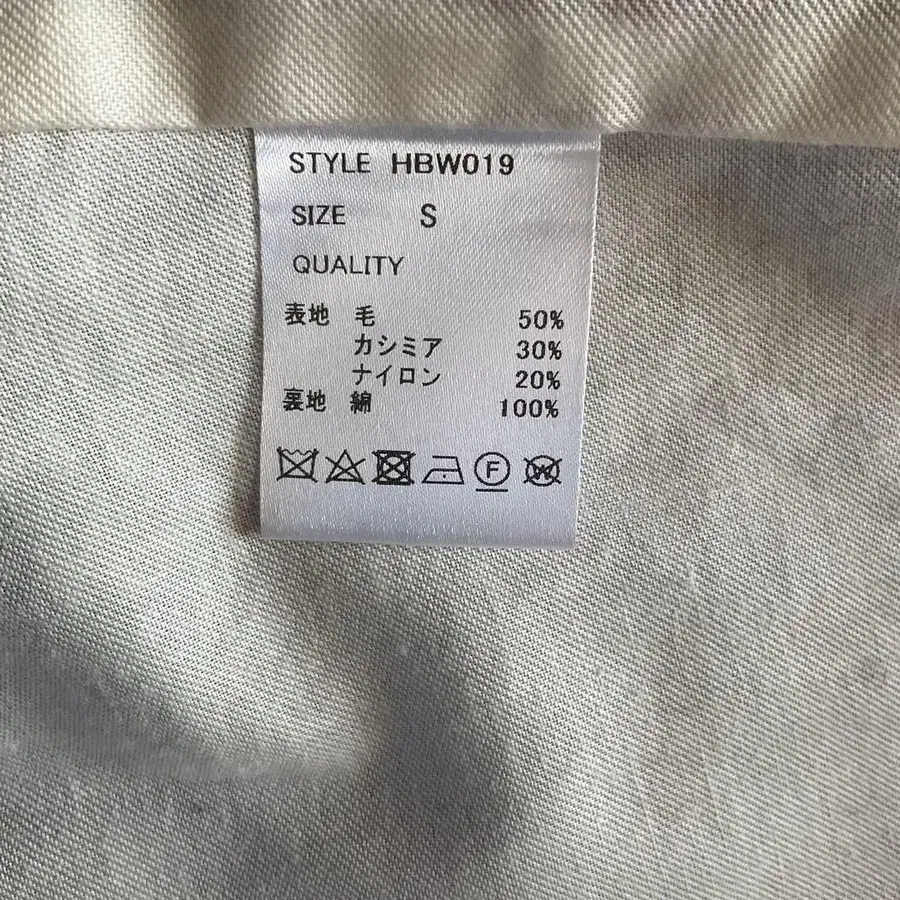 STYLE HBW019
SIZE S
QUALITY
表地 毛 50%
カシミア 30%
ナイロン 20%
裏地 綿 100%
F W